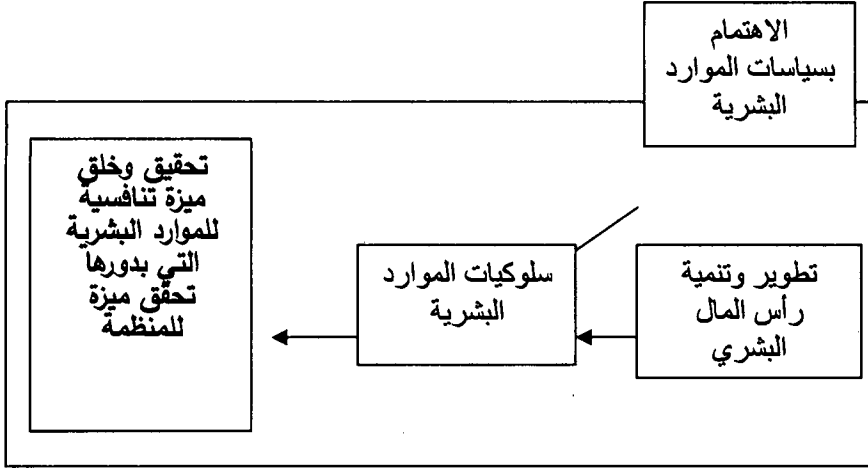 الاهتمام
بسياسات الموارد
البشرية
تطوير وتنمية
رأس المال
البشري
سلوكيات الموارد
البشرية
تحقيق وخلق
ميزة تنافسية
للموارد البشرية
التي بدورها
تحقق ميزة
للمنظمة